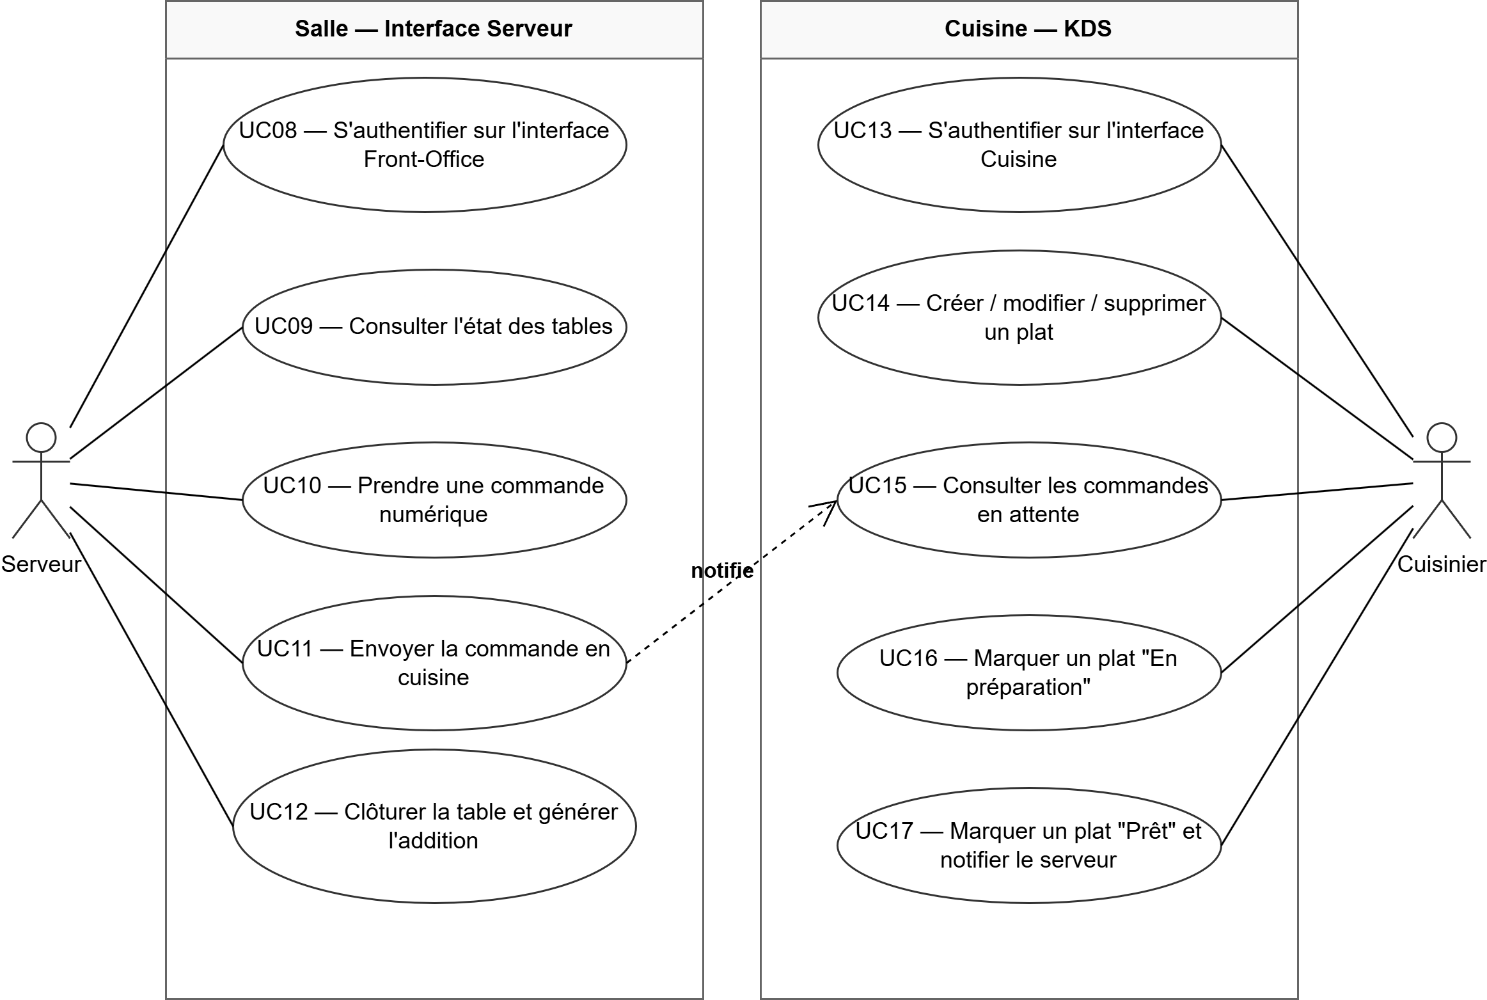 Salle — Interface Serveur
UC08 — S'authentifier sur l'interface
Front-Office
UC09 — Consulter l'état des tables
UC10 — Prendre une commande
numérique
UC11 — Envoyer la commande en
cuisine
UC12 — Clôturer la table et générer
l'addition
Serveur
notifie
Cuisine — KDS
UC13 — S'authentifier sur l'interface
Cuisine
UC14 — Créer / modifier / supprimer
un plat
UC15 — Consulter les commandes
en attente
UC16 — Marquer un plat "En
préparation"
UC17 — Marquer un plat "Prêt" et
notifier le serveur
Cuisinier